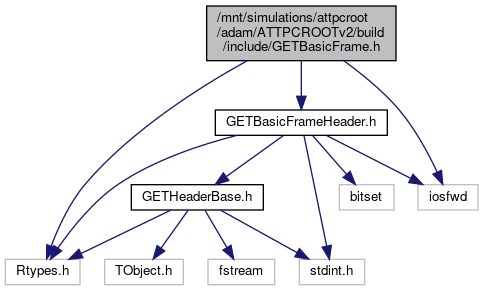 /mnt/simulations/attpcroot
/adam/ATTPCROOTv2/build
/include/GETBasicFrame.h
GETBasicFrameHeader.h
GETHeaderBase.h
bitset
iosfwd
Rtypes.h
TObject.h
fstream
stdint.h